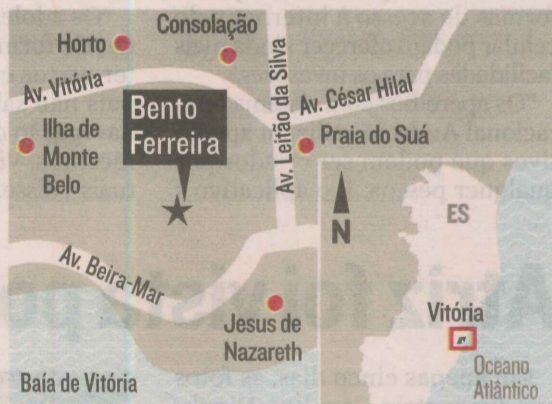 Consolação
Horto
Av. Vitória
Bento
Ferreira
Av. Leitão da Silva
Av. César Hilal
Ilha de
Monte
Belo
Praia do Suá
N
ES
Av. Beira-Mar
Jesus de
Nazareth
Vitória
Baía de Vitória
Oceano
Atlântico